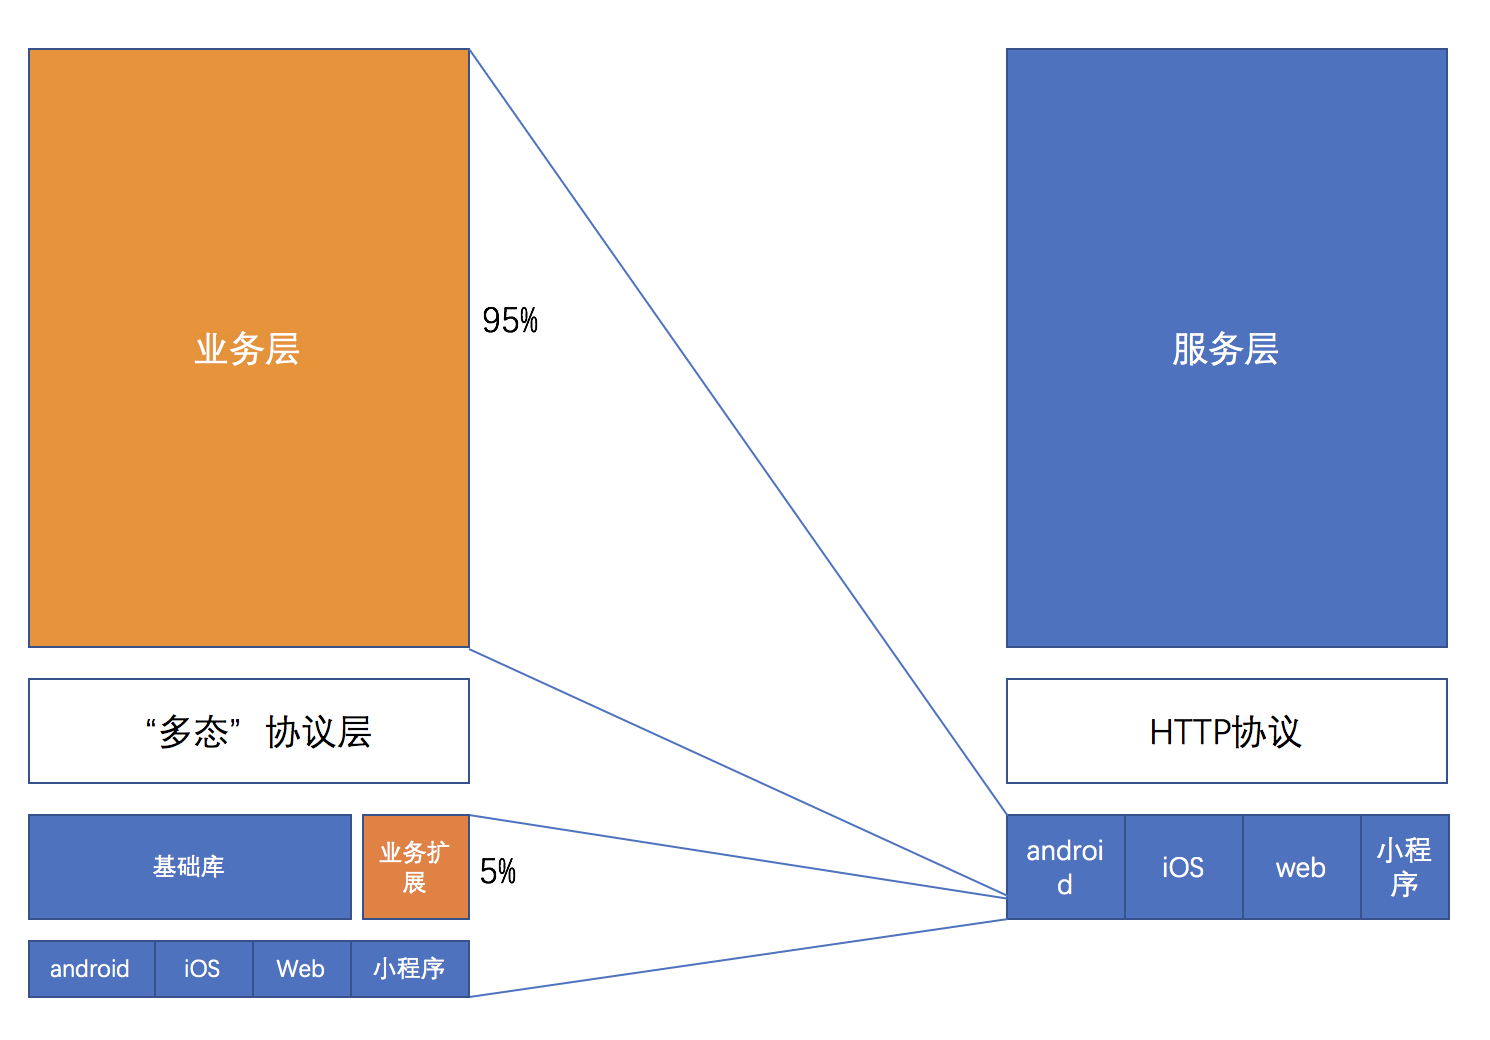 业务层
95%
服务层
“多态” 协议层
HTTP协议
基础库
业务扩
展
5%
androi
d
iOS
web
小程
序
android
iOS
Web
小程序